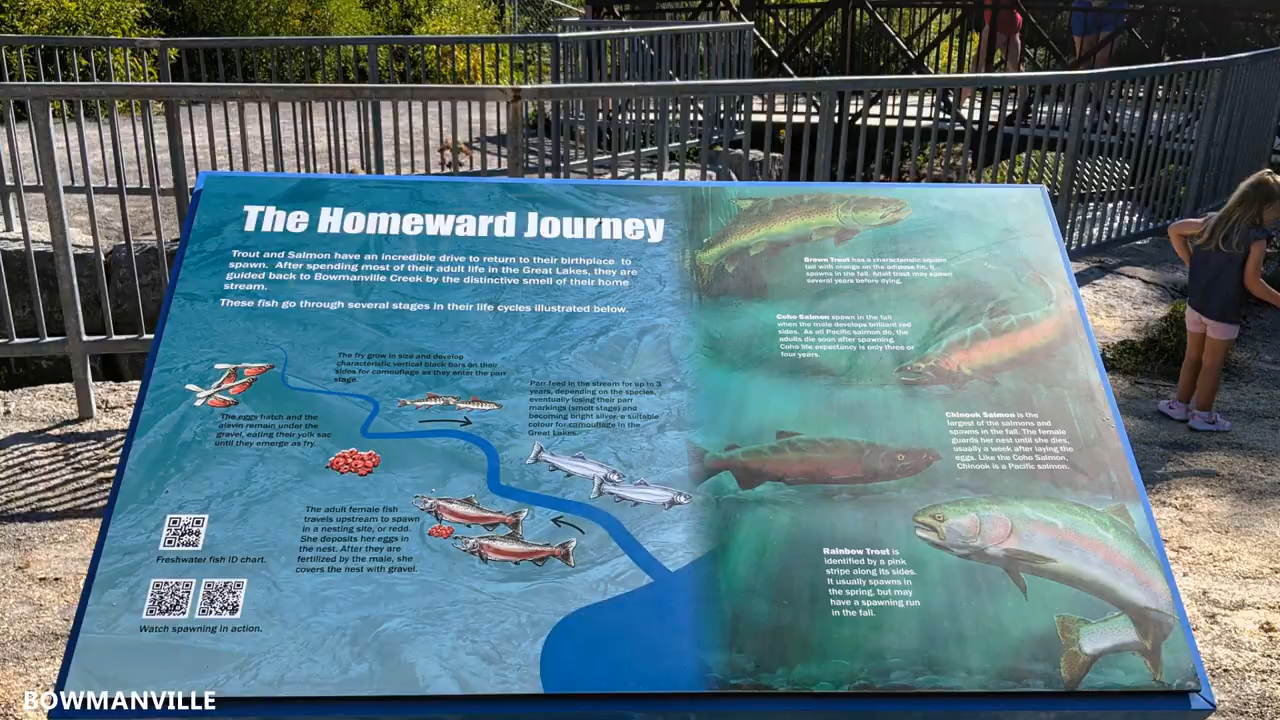 The Homeward Journey
Trout and Salmon have an incredible drive to return to their birthplace to
spawn. After spending most of their adult life in the Great Lakes, they are
guided back to Bowmanville Creek by the distinctive smell of their home
stream.
These fish go through several stages in their life cycles illustrated below.
The fry grow in size and develop
characteristic vertical black bars on their
sides for camouflage as they enter the parr
stage.
Parr feed in the stream for up to 3
years, depending on the species,
eventually losing their parr
markings (smolt stage) and
becoming bright silver, a suitable
colour for camouflage in the
Great Lakes.
The eggs hatch and the
alevin remain under the
gravel, eating their yolk sac
until they emerge as fry.
The adult female fish
travels upstream to spawn
in a nesting site, or redd.
She deposits her eggs in
the nest. After they are
fertilized by the male, she
covers the nest with gravel.
Freshwater fish ID chart.
Watch spawning in action.
Brown Trout has a characteristic square
tail with orange on the adipose fin. It
spawns in the fall. Adult trout may spawn
several years before dying.
Coho Salmon spawn in the fall
when the male develops brilliant red
sides. As all Pacific salmon do, the
adults die soon after spawning.
Coho life expectancy is only three or
four years.
Chinook Salmon is the
largest of the salmons and
spawns in the fall. The female
guards her nest until she dies,
usually a week after laying the
eggs. Like the Coho Salmon,
Chinook is a Pacific salmon.
Rainbow Trout is
identified by a pink
stripe along its sides.
It usually spawns in
the spring, but may
have a spawning run
in the fall.
BOWMANVILLE